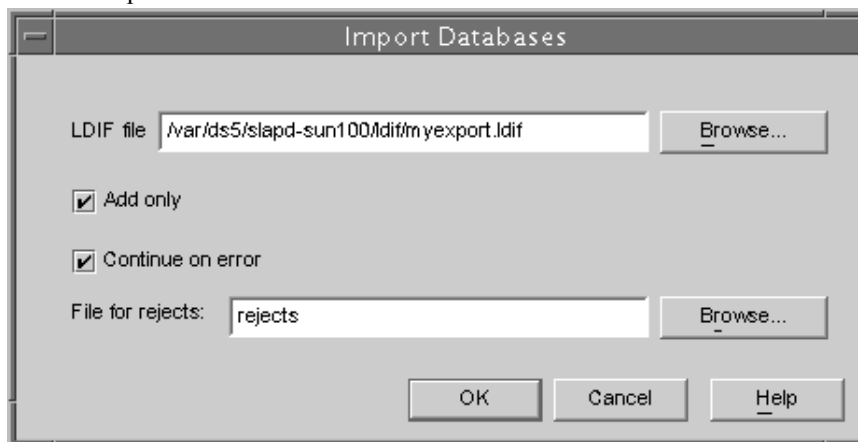 Import Databases
LDIF file /var/ds5/slapd-sun100/ldif/myexport.ldif Browse...
Add only
Continue on error
File for rejects: rejects Browse...
OK Cancel Help